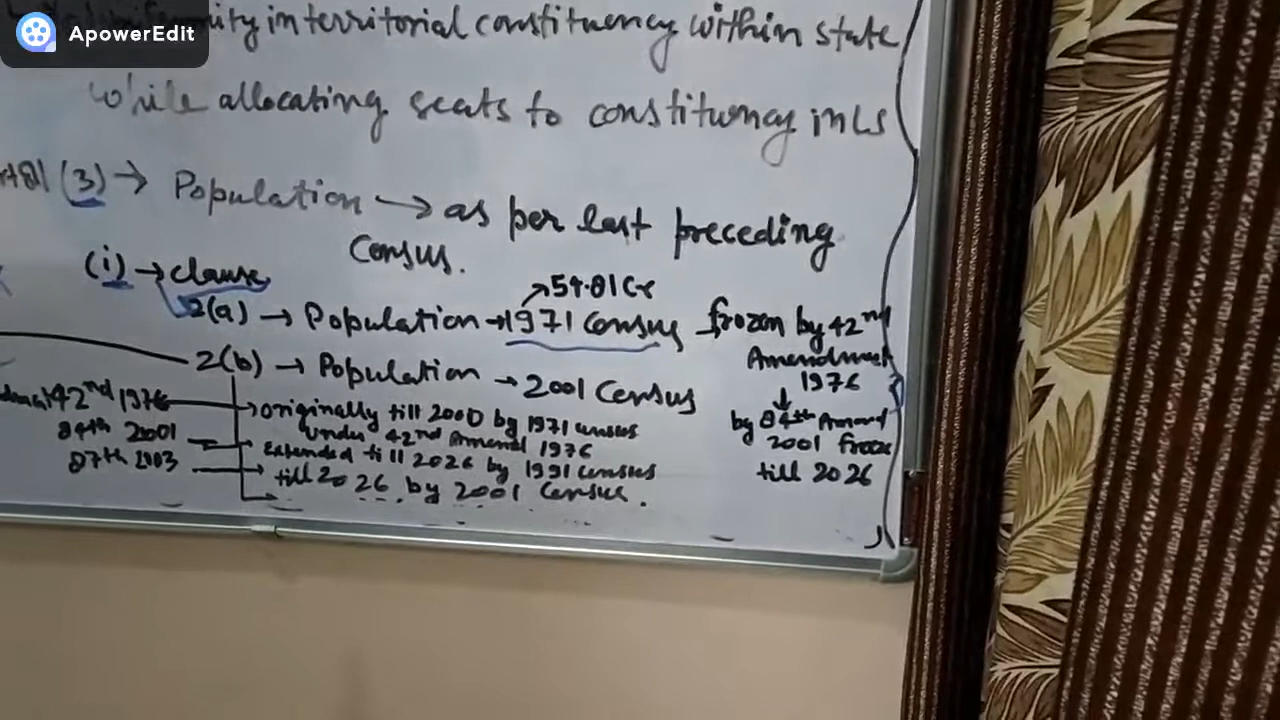 ApowerEdit
in territorial constituency within state
while allocating seats to constituency in LS
(3) → Population → as per last preceding
Census.
(i) → clause
→ 54.81 Cr
2(a) → Population → 1971 Census frozen by 42nd
Amendment
1976
↓
by 84th Amend
2001 Freeze
till 2026
2(b) → Population → 2001 Census
42nd 1976 → originally till 2000 by 1971 census
under 42nd Amend 1976
84th 2001 → Extended till 2026 by 1991 census
87th 2003 → till 2026 by 2001 Census.